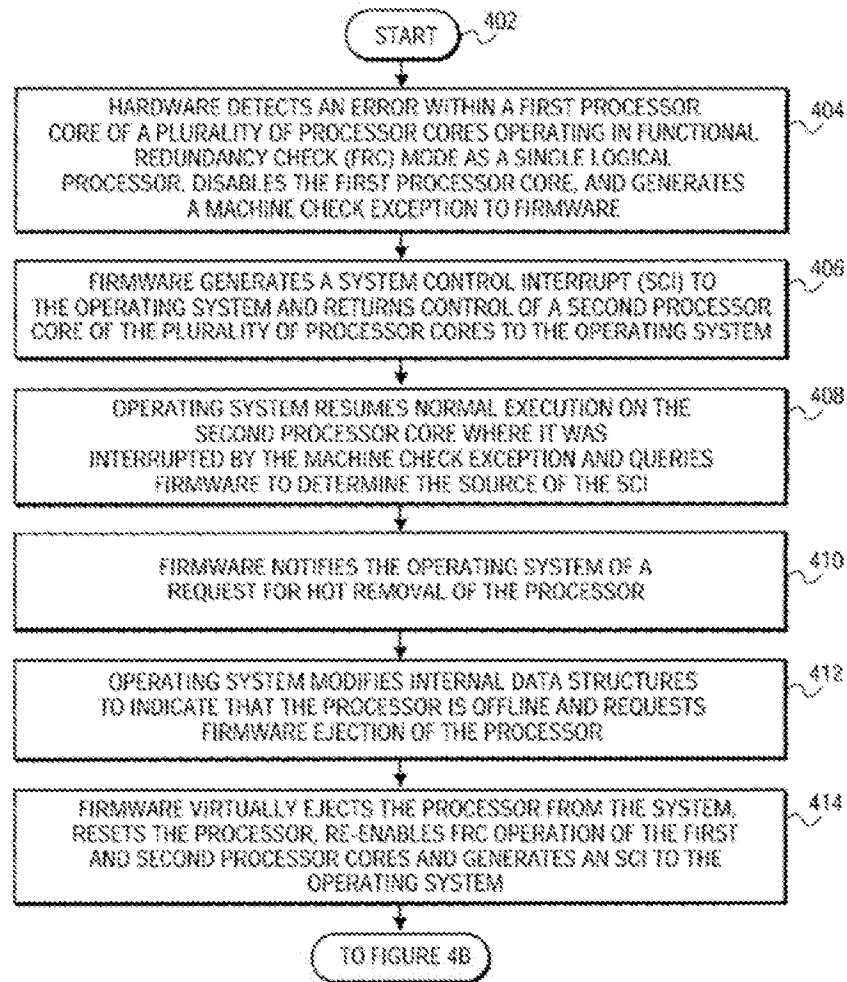 START
402
HARDWARE DETECTS AN ERROR WITHIN A FIRST PROCESSOR
CORE OF A PLURALITY OF PROCESSOR CORES OPERATING IN FUNCTIONAL
REDUNDANCY CHECK (FRC) MODE AS A SINGLE LOGICAL
PROCESSOR, DISABLES THE FIRST PROCESSOR CORE, AND GENERATES
A MACHINE CHECK EXCEPTION TO FIRMWARE
404
FIRMWARE GENERATES A SYSTEM CONTROL INTERRUPT (SCI) TO
THE OPERATING SYSTEM AND RETURNS CONTROL OF A SECOND PROCESSOR
CORE OF THE PLURALITY OF PROCESSOR CORES TO THE OPERATING SYSTEM
406
OPERATING SYSTEM RESUMES NORMAL EXECUTION ON THE
SECOND PROCESSOR CORE WHERE IT WAS
INTERRUPTED BY THE MACHINE CHECK EXCEPTION AND QUERIES
FIRMWARE TO DETERMINE THE SOURCE OF THE SCI
408
FIRMWARE NOTIFIES THE OPERATING SYSTEM OF A
REQUEST FOR HOT REMOVAL OF THE PROCESSOR
410
OPERATING SYSTEM MODIFIES INTERNAL DATA STRUCTURES
TO INDICATE THAT THE PROCESSOR IS OFFLINE AND REQUESTS
FIRMWARE EJECTION OF THE PROCESSOR
412
FIRMWARE VIRTUALLY EJECTS THE PROCESSOR FROM THE SYSTEM,
RESETS THE PROCESSOR, RE-ENABLES FRC OPERATION OF THE FIRST
AND SECOND PROCESSOR CORES AND GENERATES AN SCI TO THE
OPERATING SYSTEM
414
TO FIGURE 4B